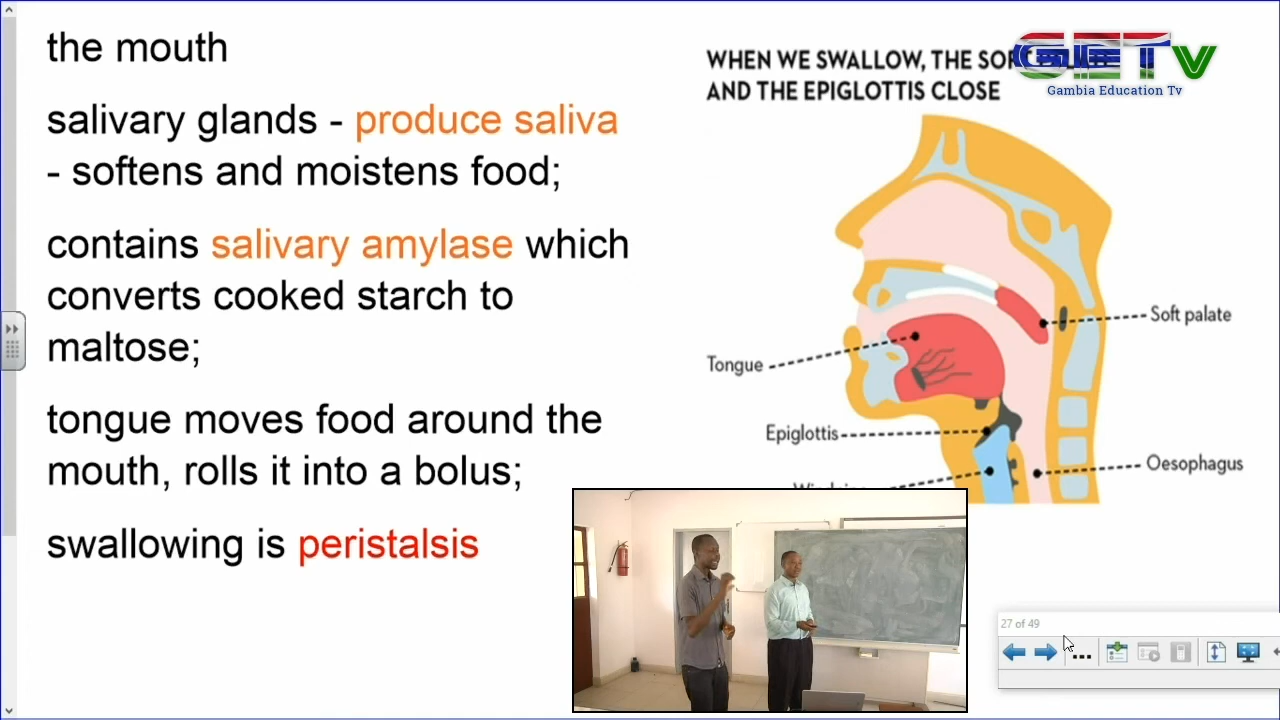 the mouth
salivary glands - produce saliva
- softens and moistens food;
contains salivary amylase which
converts cooked starch to
maltose;
tongue moves food around the
mouth, rolls it into a bolus;
swallowing is peristalsis
WHEN WE SWALLOW, THE
AND THE EPIGLOTTIS CLOSE
GETv
Gambia Education Tv
Soft palate
Tongue
Epiglottis
Oesophagus
27 of 49